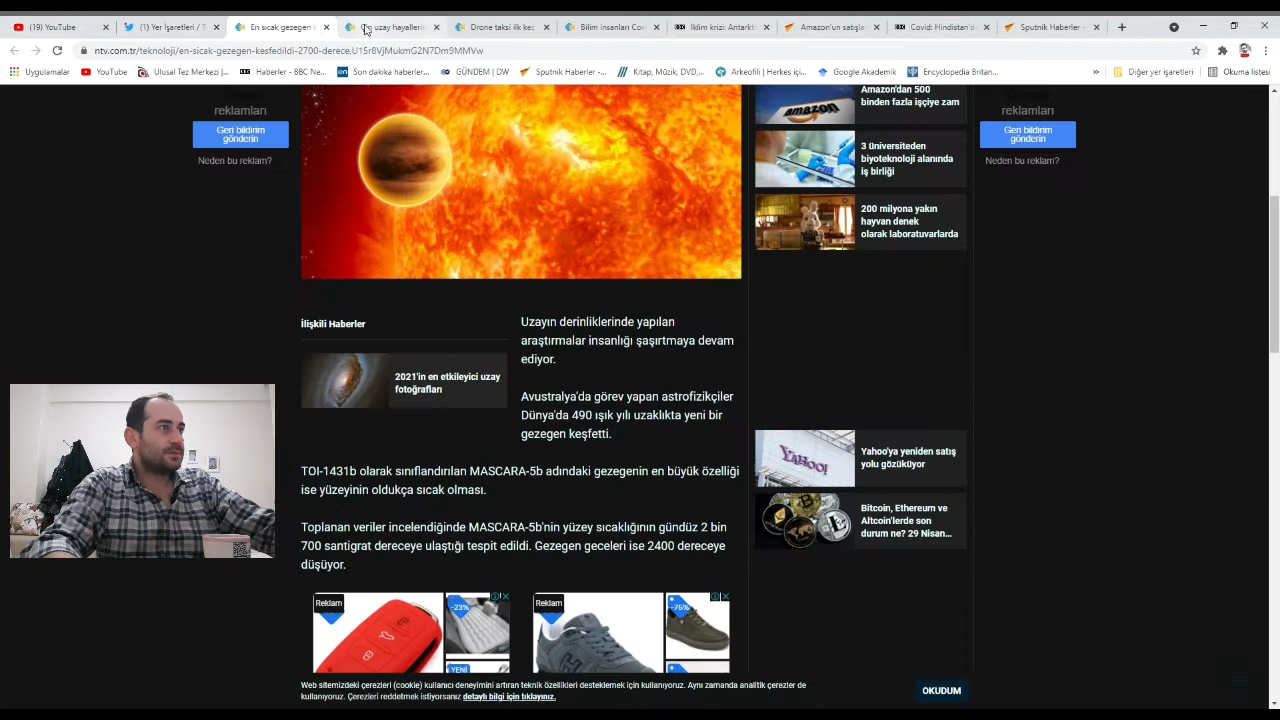 (19) YouTube
(1) Yer İşaretleri / T
En sıcak gezegen k
uzay hayallerin
Drone taksi ilk kez
Bilim insanları Cov
İklim krizi: Antarkt
Amazon'un satışla
Covid: Hindistan'd
Sputnik Haberler -
ntv.com.tr/teknoloji/en-sicak-gezegen-kesfedildi-2700-derece,U15r8VjMukmG2N7Dm9MMVw
Uygulamalar
YouTube
Ulusal Tez Merkezi |...
Haberler - BBC Ne...
Son dakika haberler...
GÜNDEM | DW
Sputnik Haberler -...
Kitap, Müzik, DVD,...
Arkeofili | Herkes içi...
Google Akademik
Encyclopedia Britan...
»
Diğer yer işaretleri
Okuma listesi
reklamları
Geri bildirim
gönderin
Neden bu reklam?
Amazon'dan 500
binden fazla işçiye zam
amazon
3 üniversiteden
biyoteknoloji alanında
iş birliği
200 milyona yakın
hayvan denek
olarak laboratuvarlarda
reklamları
Geri bildirim
gönderin
Neden bu reklam?
İlişkili Haberler
2021'in en etkileyici uzay
fotoğrafları
Uzayın derinliklerinde yapılan
araştırmalar insanlığı şaşırtmaya devam
ediyor.
Avustralya'da görev yapan astrofizikçiler
Dünya'da 490 ışık yılı uzaklıkta yeni bir
gezegen keşfetti.
TOI-1431b olarak sınıflandırılan MASCARA-5b adındaki gezegenin en büyük özelliği
ise yüzeyinin oldukça sıcak olması.
Toplanan veriler incelendiğinde MASCARA-5b'nin yüzey sıcaklığının gündüz 2 bin
700 santigrat dereceye ulaştığı tespit edildi. Gezegen geceleri ise 2400 dereceye
düşüyor.
YAHOO!
Yahoo'ya yeniden satış
yolu gözüküyor
Bitcoin, Ethereum ve
Altcoin'lerde son
durum ne? 29 Nisan...
Reklam
-23%
YENİ
Reklam
-76%
Web sitemizdeki çerezleri (cookie) kullanıcı deneyimini artıran teknik özellikleri desteklemek için kullanıyoruz. Aynı zamanda analitik çerezler de
kullanıyoruz. Çerezleri reddetmek istiyorsanız detaylı bilgi için tıklayınız.
OKUDUM